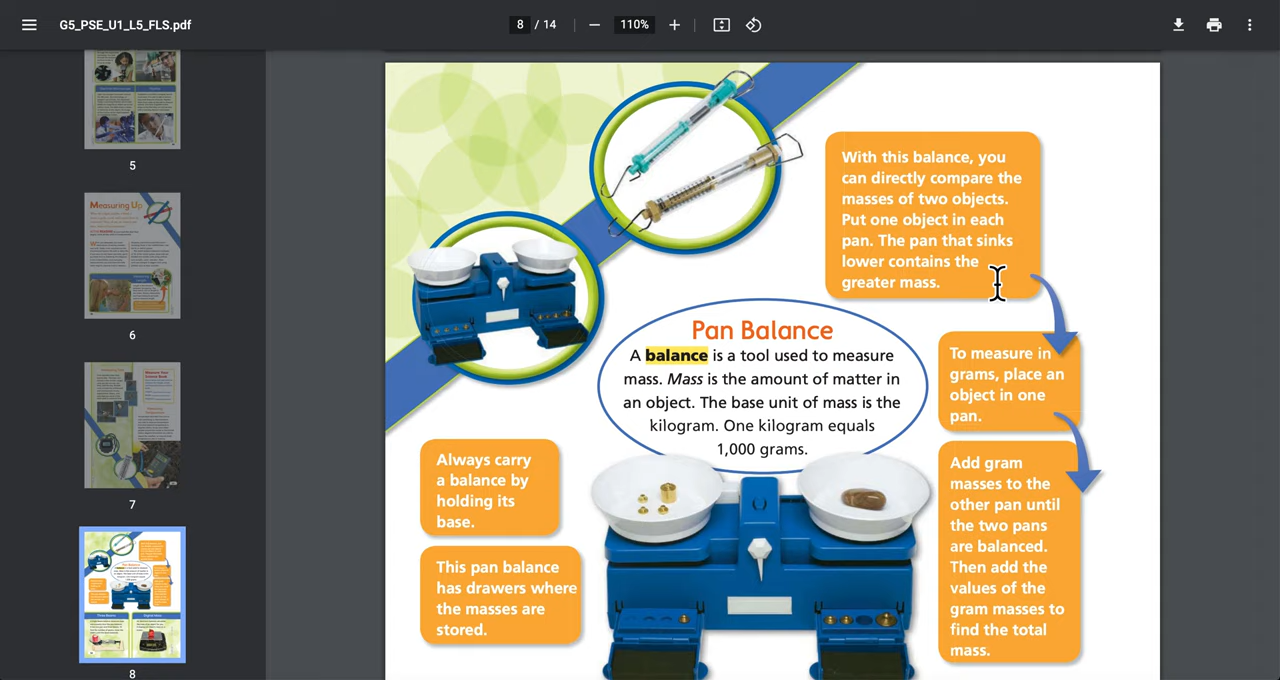 G5_PSE_U1_L5_FLS.pdf
8 / 14
110%
5
Measuring Up
6
7
8
With this balance, you
can directly compare the
masses of two objects.
Put one object in each
pan. The pan that sinks
lower contains the
greater mass.
Pan Balance
A balance is a tool used to measure
mass. Mass is the amount of matter in
an object. The base unit of mass is the
kilogram. One kilogram equals
1,000 grams.
To measure in
grams, place an
object in one
pan.
Always carry
a balance by
holding its
base.
Add gram
masses to the
other pan until
the two pans
are balanced.
Then add the
values of the
gram masses to
find the total
mass.
This pan balance
has drawers where
the masses are
stored.